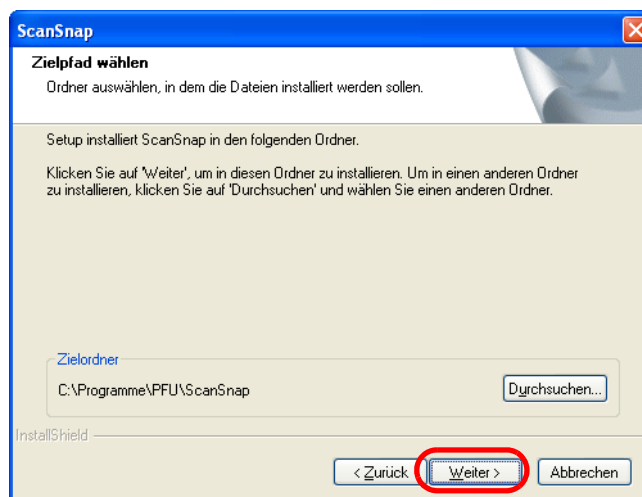 ScanSnap
Zielpfad wählen
Ordner auswählen, in dem die Dateien installiert werden sollen.
Setup installiert ScanSnap in den folgenden Ordner.
Klicken Sie auf 'Weiter', um in diesen Ordner zu installieren. Um in einen anderen Ordner
zu installieren, klicken Sie auf 'Durchsuchen' und wählen Sie einen anderen Ordner.
Zielordner
C:\Programme\PFU\ScanSnap
Durchsuchen...
InstallShield
< Zurück
Weiter >
Abbrechen